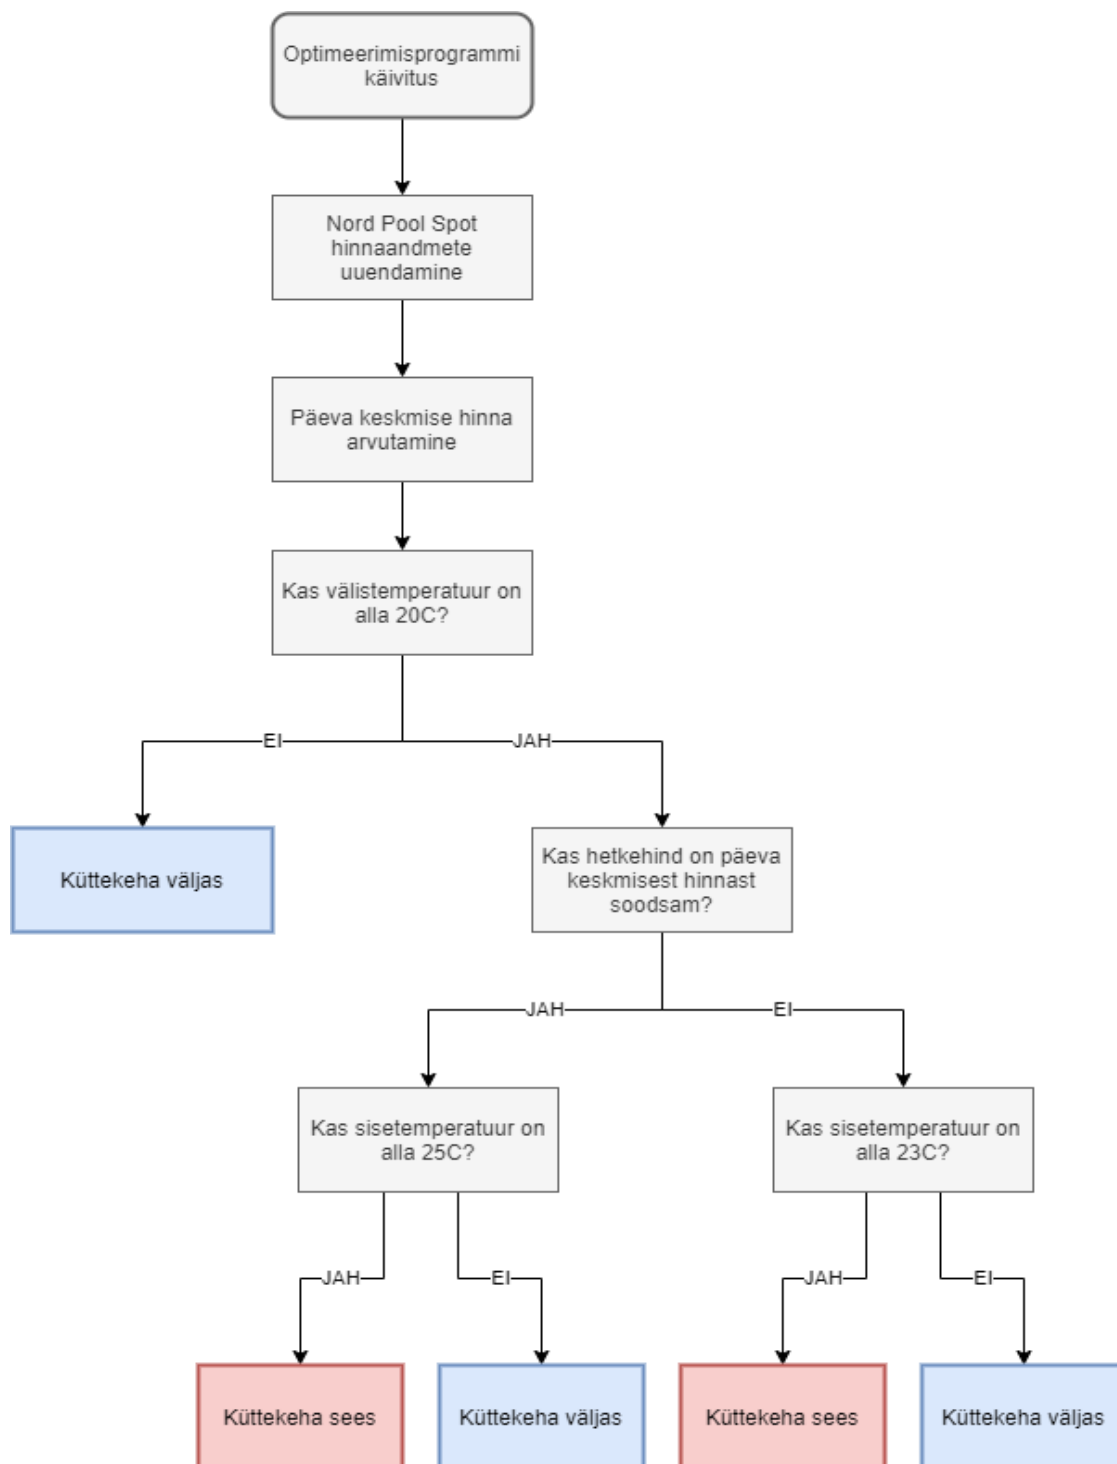 Optimeerimisprogrammi
käivitus
Nord Pool Spot
hinnaandmete
uuendamine
Päeva keskmise hinna
arvutamine
Kas välistemperatuur on
alla 20C?
EI
JAH
Küttekeha väljas
Kas hetkehind on päeva
keskmisest hinnast
soodsam?
JAH
EI
Kas sisetemperatuur on
alla 25C?
Kas sisetemperatuur on
alla 23C?
JAH
EI
JAH
EI
Küttekeha sees
Küttekeha väljas
Küttekeha sees
Küttekeha väljas